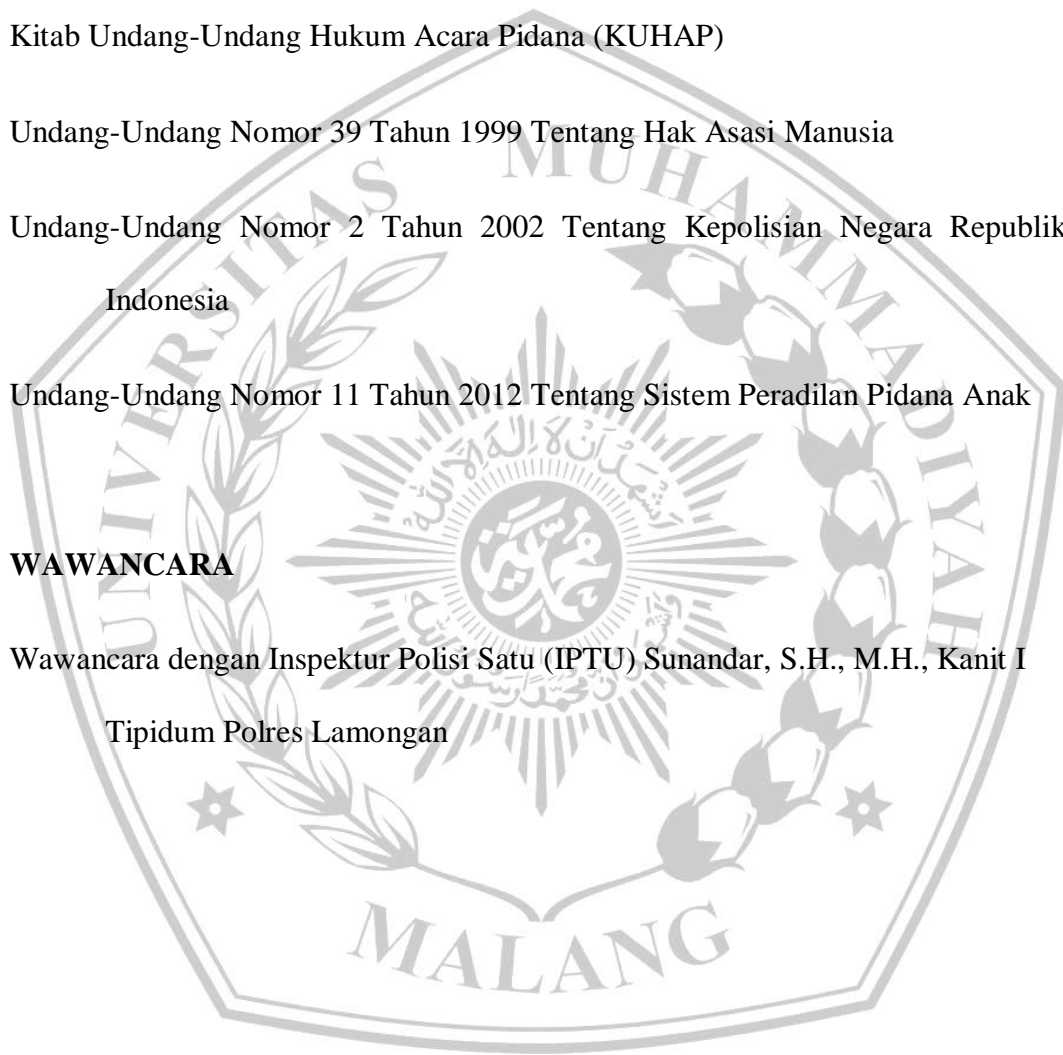 Kitab Undang-Undang Hukum Acara Pidana (KUHAP)
Undang-Undang Nomor 39 Tahun 1999 Tentang Hak Asasi Manusia
Undang-Undang Nomor 2 Tahun 2002 Tentang Kepolisian Negara Republik
Indonesia
Undang-Undang Nomor 11 Tahun 2012 Tentang Sistem Peradilan Pidana Anak
WAWANCARA
Wawancara dengan Inspektur Polisi Satu (IPTU) Sunandar, S.H., M.H., Kanit I
Tipidum Polres Lamongan
UNIVERSITAS MUHAMMADIYAH
MALANG